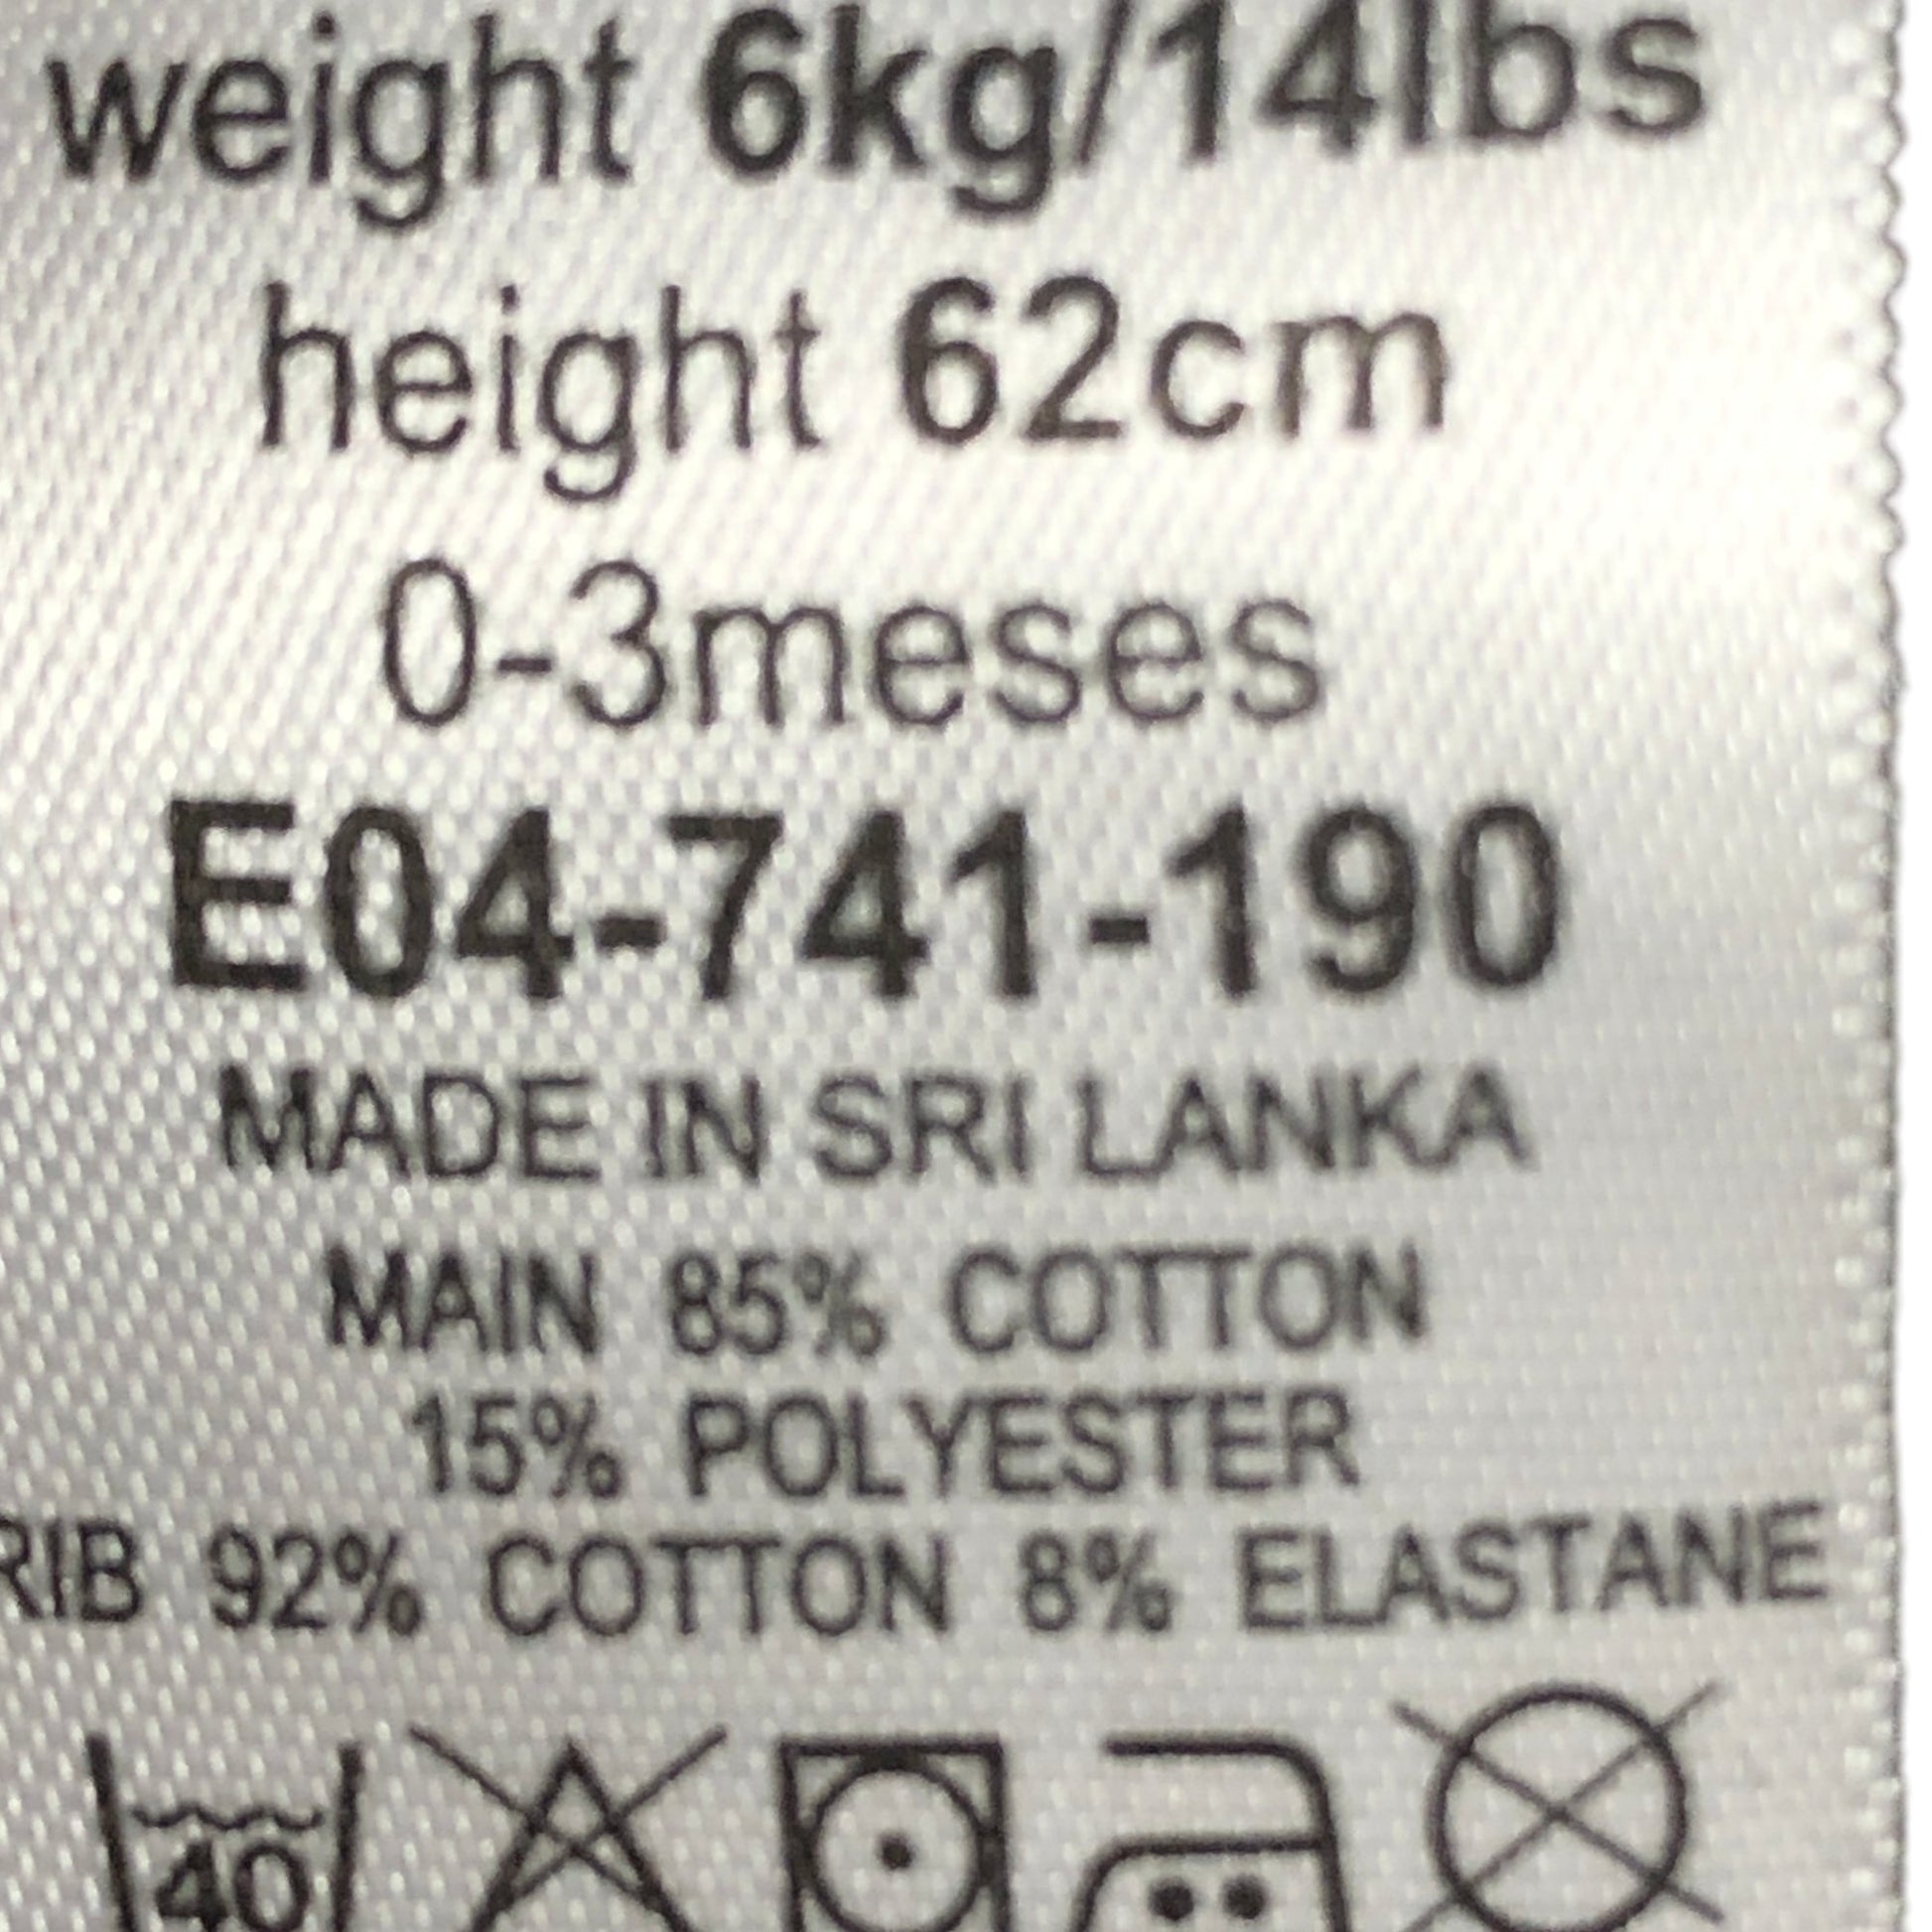 weight 6kg/14lbs
height 62cm
0-3meses
E04-741-190
MADE IN SRI LANKA
MAIN 85% COTTON
15% POLYESTER
RIB 92% COTTON 8% ELASTANE
40